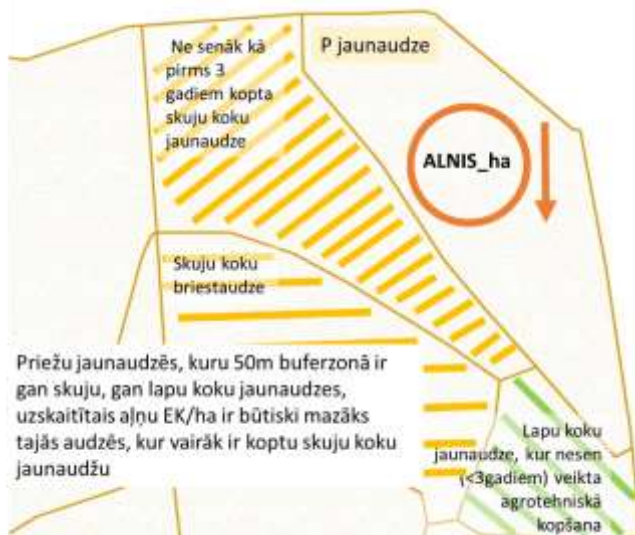 Ne senāk kā
pirms 3
gadiem kopta
skuju koku
jaunaudze
P jaunaudze
ALNIS_ha
Skuju koku
briestaudze
Priežu jaunaudzēs, kuru 50m buferzonā ir
gan skuju, gan lapu koku jaunaudzes,
uzskaitītais aļņu EK/ha ir būtiski mazāks
tajās audzēs, kur vairāk ir koptu skuju koku
jaunaudžu
Lapu koku
jaunaudze, kur nesen
(<3gadiem) veikta
agrotehniskā
kopšana